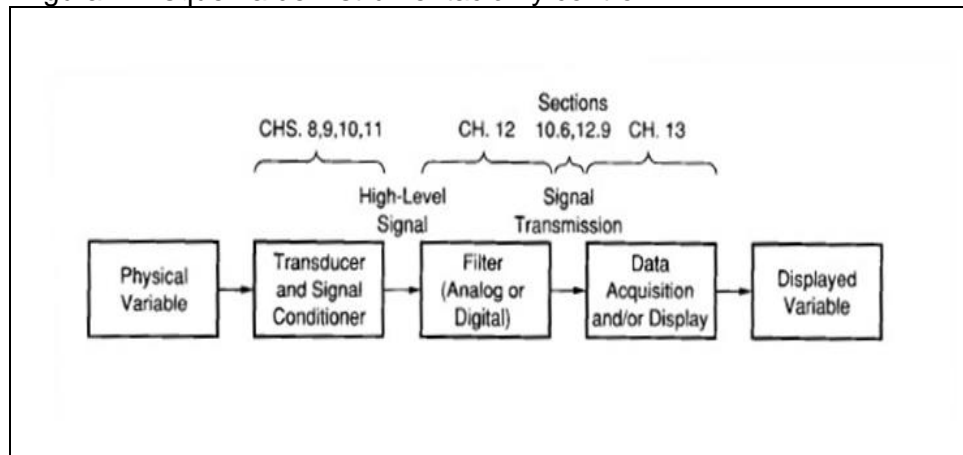 Sections
CHS. 8,9,10,11 CH. 12 10.6,12.9 CH. 13
High-Level
Signal
Signal
Transmission
Physical
Variable
Transducer
and Signal
Conditioner
Filter
(Analog or
Digital)
Data
Acquisition
and/or Display
Displayed
Variable